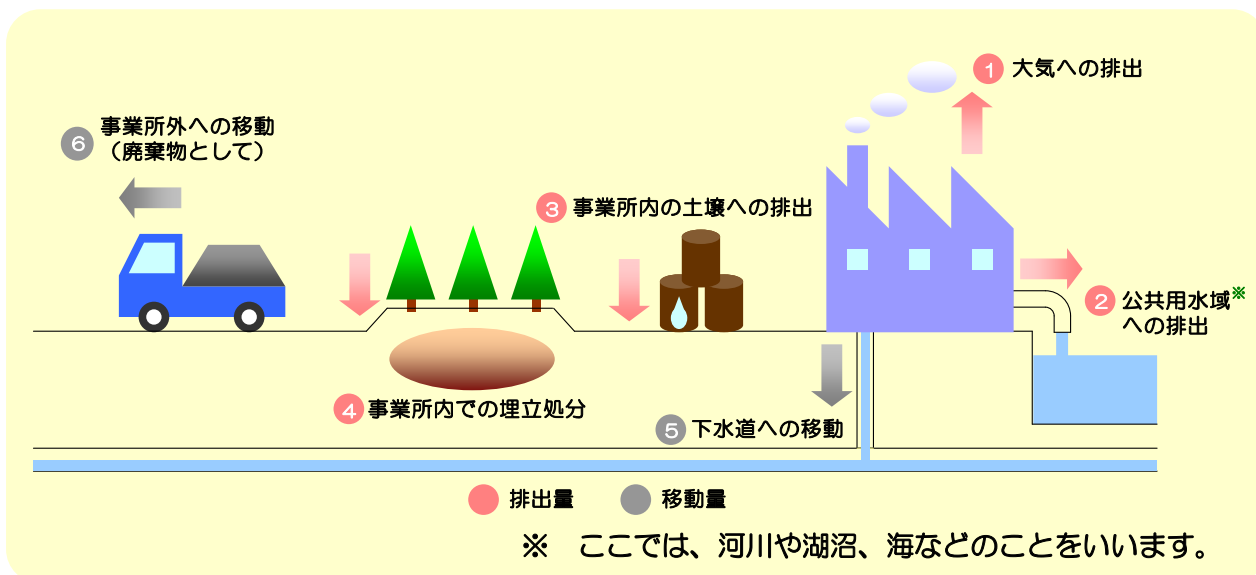 1 大気への排出
6 事業所外への移動
（廃棄物として）
3 事業所内の土壌への排出
2 公共用水域※
への排出
4 事業所内での埋立処分
5 下水道への移動
排出量 移動量
※　ここでは、河川や湖沼、海などのことをいいます。